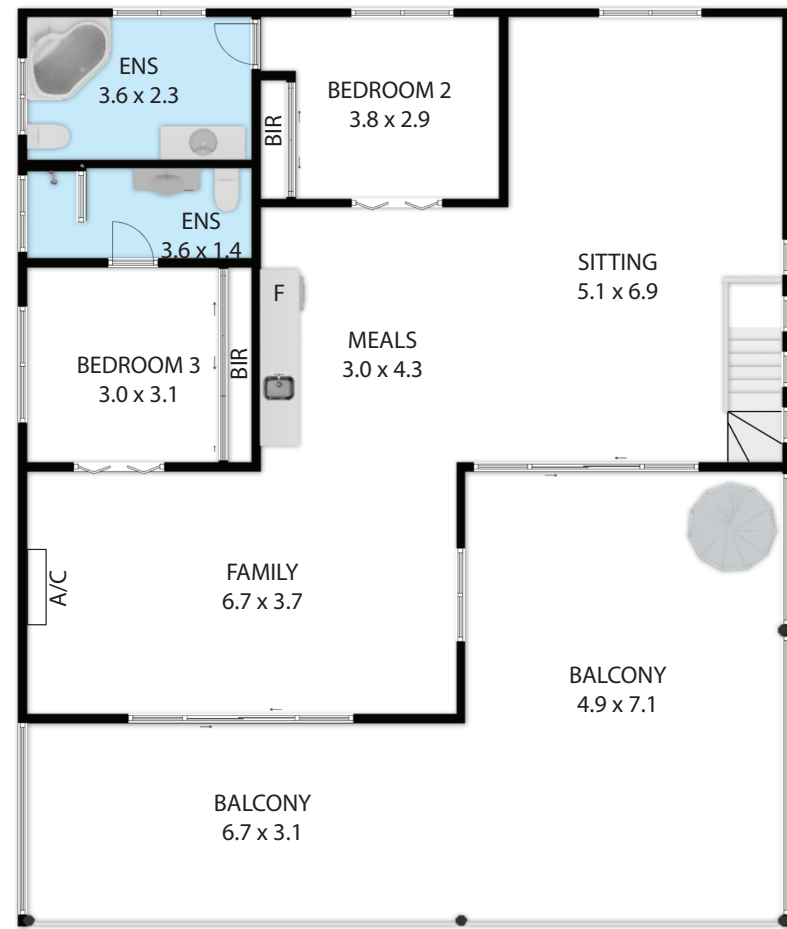 ENS
3.6 x 2.3
BEDROOM 2
3.8 x 2.9
BIR
ENS
3.6 x 1.4
SITTING
5.1 x 6.9
F
MEALS
3.0 x 4.3
BEDROOM 3
3.0 x 3.1
BIR
A/C
FAMILY
6.7 x 3.7
BALCONY
4.9 x 7.1
BALCONY
6.7 x 3.1